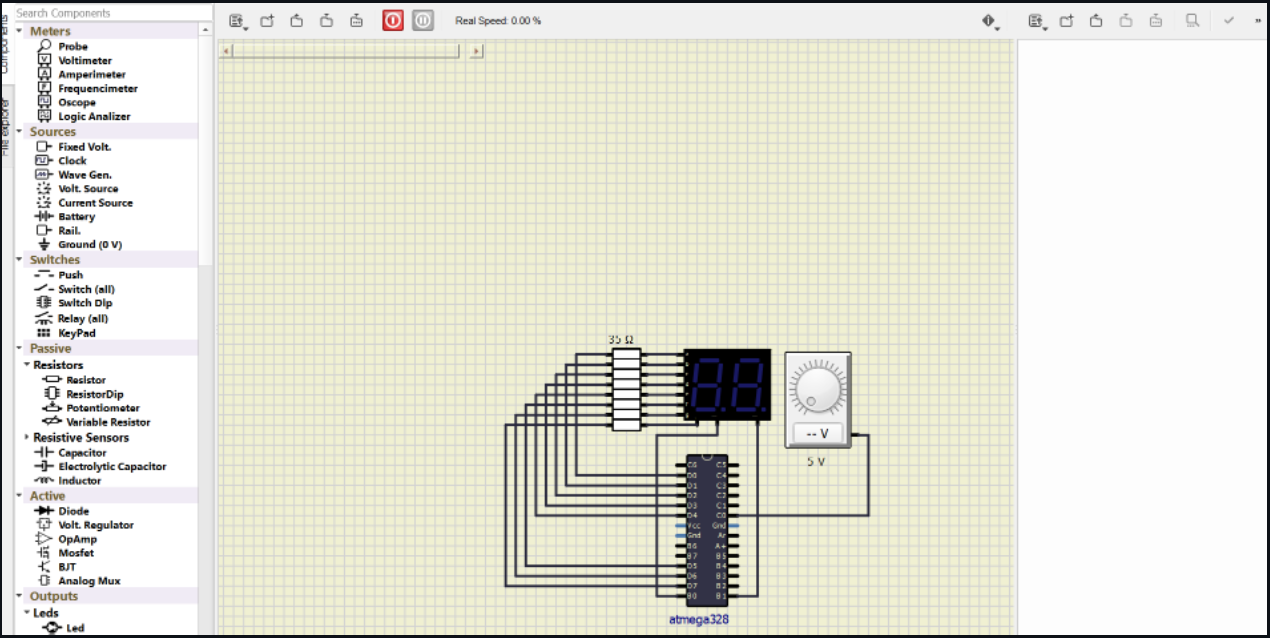 Search Components
Real Speed: 0.00 %
»
Components
File explorer
Meters
Probe
Voltimeter
Amperimeter
Frequencimeter
Oscope
Logic Analizer
Sources
Fixed Volt.
Clock
Wave Gen.
Volt. Source
Current Source
Battery
Rail.
Ground (0 V)
Switches
Push
Switch (all)
Switch Dip
Relay (all)
KeyPad
Passive
Resistors
Resistor
ResistorDip
Potentiometer
Variable Resistor
Resistive Sensors
Capacitor
Electrolytic Capacitor
Inductor
Active
Diode
Volt. Regulator
OpAmp
Mosfet
BJT
Analog Mux
Outputs
Leds
Led
35 Ω
-- V
5 V
C6 C5
D0 C4
D1 C3
D2 C2
D3 C1
D4 C0
Vcc Gnd
Gnd Ar
B6 A+
B7 B5
D5 B4
D6 B3
D7 B2
B0 B1
atmega328